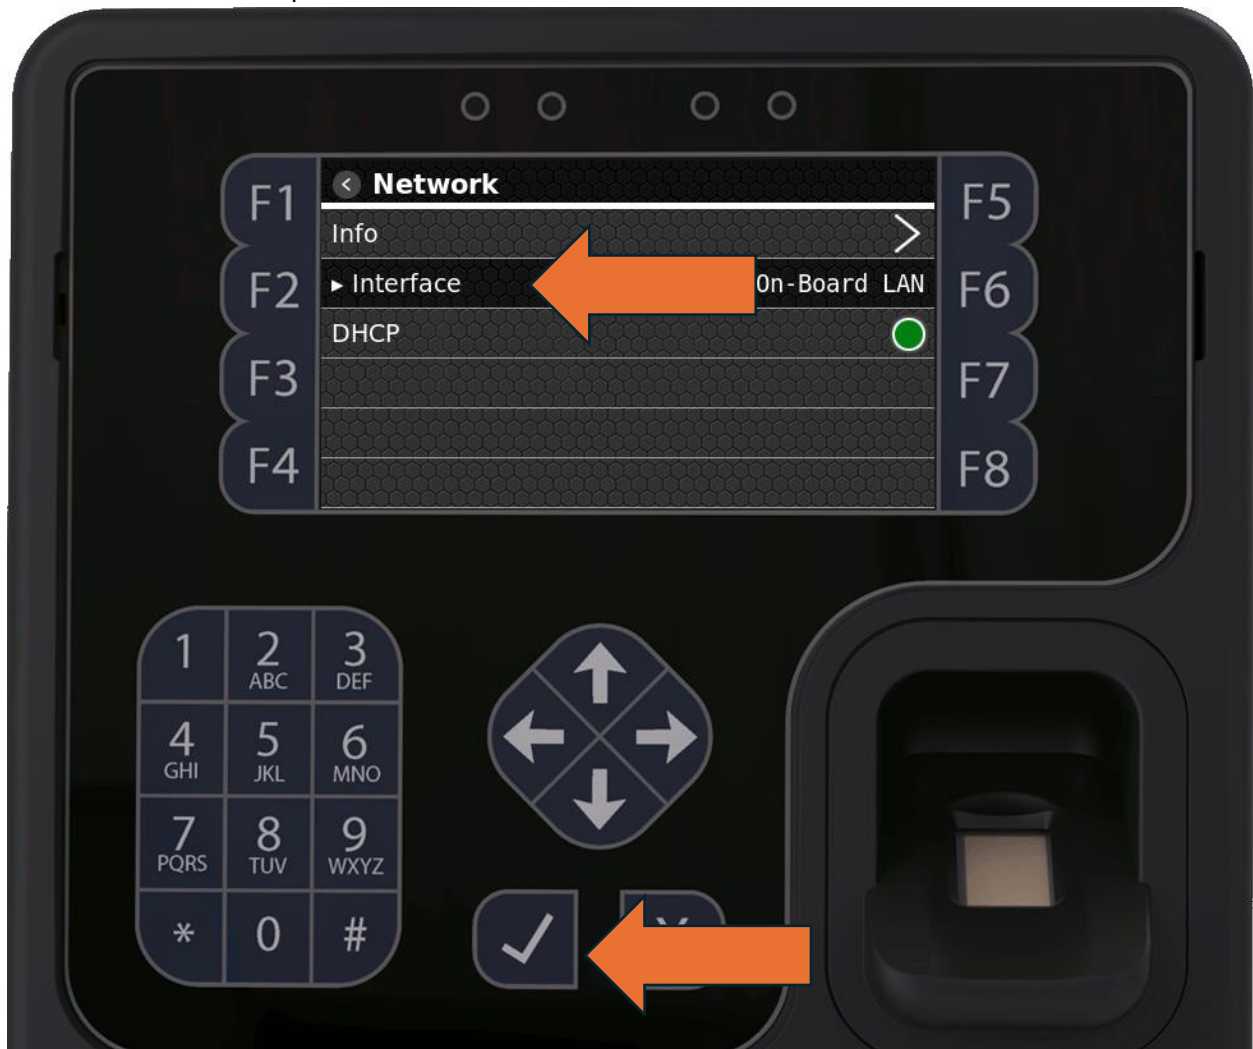 Network
F1
F5
Info
F2
▸ Interface
On-Board LAN
F6
DHCP
F3
F7
F4
F8
1
2
3
ABC
DEF
4
5
6
GHI
JKL
MNO
7
8
9
PQRS
TUV
WXYZ
*
0
#